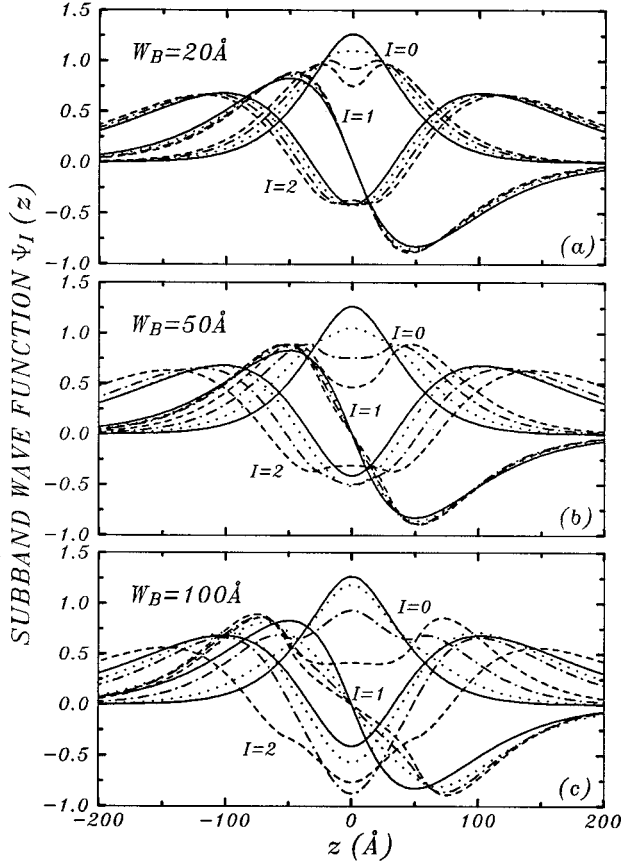 SUBBAND WAVE FUNCTION Ψ_I(z)
1.5
1.0
0.5
0.0
−0.5
−1.0
W_B=20Å
I=0
I=1
I=2
(a)
1.5
1.0
0.5
0.0
−0.5
−1.0
W_B=50Å
I=0
I=1
I=2
(b)
1.5
1.0
0.5
0.0
−0.5
−1.0
W_B=100Å
I=0
I=1
I=2
(c)
−200 −100 0 100 200
z (Å)